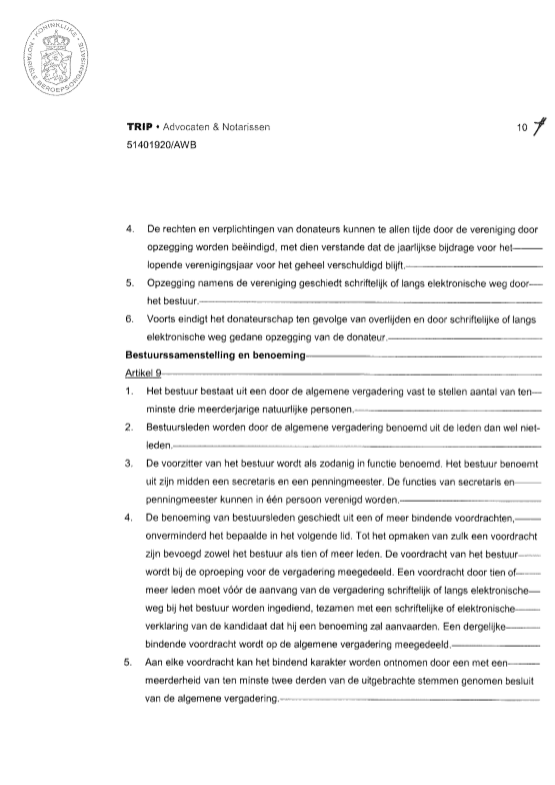 KONINKLIJKE
NOTARIËLE BEROEPSORGANISATIE
TRIP • Advocaten & Notarissen
10
51401920/AWB
4. De rechten en verplichtingen van donateurs kunnen te allen tijde door de vereniging door
opzegging worden beëindigd, met dien verstande dat de jaarlijkse bijdrage voor het
lopende verenigingsjaar voor het geheel verschuldigd blijft.
5. Opzegging namens de vereniging geschiedt schriftelijk of langs elektronische weg door
het bestuur.
6. Voorts eindigt het donateurschap ten gevolge van overlijden en door schriftelijke of langs
elektronische weg gedane opzegging van de donateur.
Bestuurssamenstelling en benoeming
Artikel 9
1. Het bestuur bestaat uit een door de algemene vergadering vast te stellen aantal van ten
minste drie meerderjarige natuurlijke personen.
2. Bestuursleden worden door de algemene vergadering benoemd uit de leden dan wel niet-
leden.
3. De voorzitter van het bestuur wordt als zodanig in functie benoemd. Het bestuur benoemt
uit zijn midden een secretaris en een penningmeester. De functies van secretaris en
penningmeester kunnen in één persoon verenigd worden.
4. De benoeming van bestuursleden geschiedt uit een of meer bindende voordrachten,
onverminderd het bepaalde in het volgende lid. Tot het opmaken van zulk een voordracht
zijn bevoegd zowel het bestuur als tien of meer leden. De voordracht van het bestuur
wordt bij de oproeping voor de vergadering meegedeeld. Een voordracht door tien of
meer leden moet vóór de aanvang van de vergadering schriftelijk of langs elektronische
weg bij het bestuur worden ingediend, tezamen met een schriftelijke of elektronische
verklaring van de kandidaat dat hij een benoeming zal aanvaarden. Een dergelijke
bindende voordracht wordt op de algemene vergadering meegedeeld.
5. Aan elke voordracht kan het bindend karakter worden ontnomen door een met een
meerderheid van ten minste twee derden van de uitgebrachte stemmen genomen besluit
van de algemene vergadering.